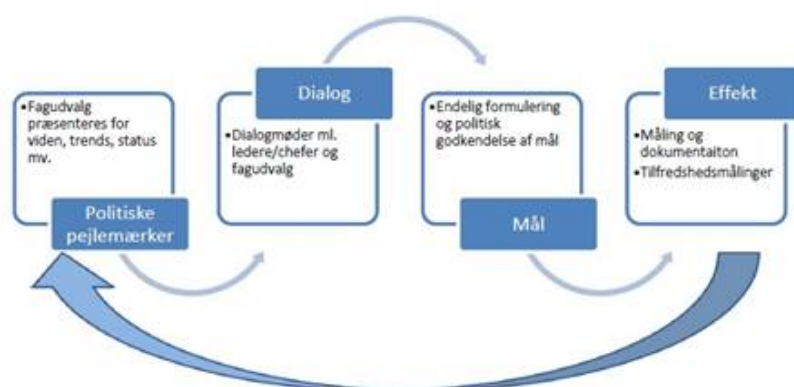 •Fagudvalg
præsenteres for
viden, trends, status
mv.
Politiske
pejlemærker
Dialog
•Dialogmøder ml.
ledere/chefer og
fagudvalg
•Endelig formulering
og politisk
godkendelse af mål
Mål
Effekt
•Måling og
dokumentaiton
•Tilfredshedsmålinger